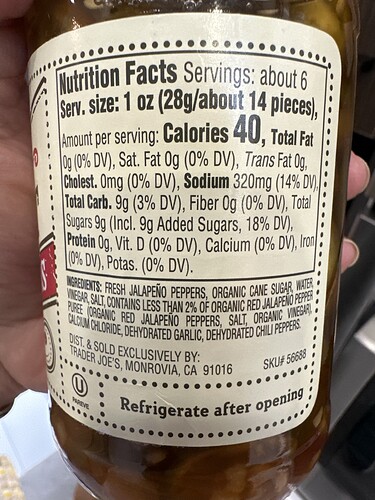 Nutrition Facts Servings: about 6
Serv. size: 1 oz (28g/about 14 pieces),
Amount per serving: Calories 40, Total Fat
0g (0% DV), Sat. Fat 0g (0% DV), Trans Fat 0g,
Cholest. 0mg (0% DV), Sodium 320mg (14% DV),
Total Carb. 9g (3% DV), Fiber 0g (0% DV), Total
Sugars 9g (Incl. 9g Added Sugars, 18% DV),
Protein 0g, Vit. D (0% DV), Calcium (0% DV), Iron
(0% DV), Potas. (0% DV).
INGREDIENTS: FRESH JALAPEÑO PEPPERS, ORGANIC CANE SUGAR, WATER,
VINEGAR, SALT, CONTAINS LESS THAN 2% OF ORGANIC RED JALAPEÑO PEPPER
PUREE (ORGANIC RED JALAPEÑO PEPPERS, SALT, ORGANIC VINEGAR),
CALCIUM CHLORIDE, DEHYDRATED GARLIC, DEHYDRATED CHILI PEPPERS.
DIST. & SOLD EXCLUSIVELY BY:
TRADER JOE'S, MONROVIA, CA 91016
SKU# 56688
U
PAREVE
Refrigerate after opening